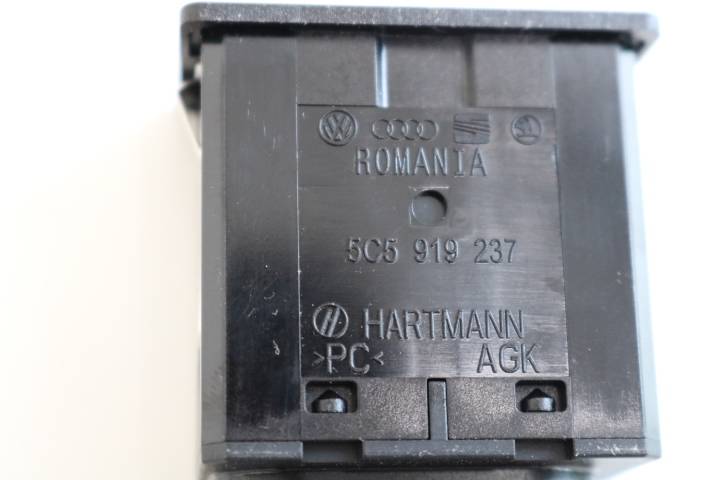 ROMANIA
5C5 919 237
HARTMANN
>PC< AGK